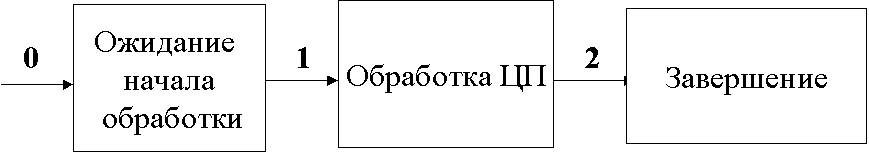 0
Ожидание
начала
обработки
1
Обработка ЦП
2
Завершение